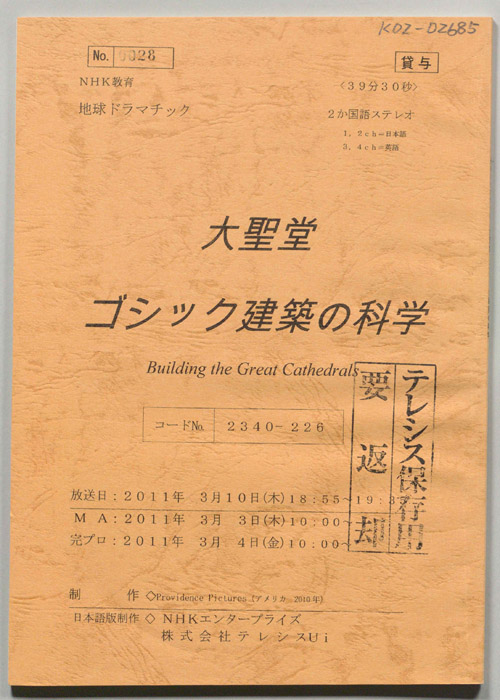 KDZ-DZ685
No. 0028
貸与
NHK教育
〈39分30秒〉
地球ドラマチック
2か国語ステレオ
1，2ch=日本語
3，4ch=英語
大聖堂
ゴシック建築の科学
Building the Great Cathedrals
テレシス保存用
要返却
コードNo. 2340-226
放送日：2011年 3月10日(木)18:55~19:3
MA：2011年 3月 3日(木)10:00~
完プロ：2011年 3月 4日(金)10:00~
制 作◇Providence Pictures（アメリカ 2010年）
日本語版制作◇ NHKエンタープライズ
株式会社テレシスUi